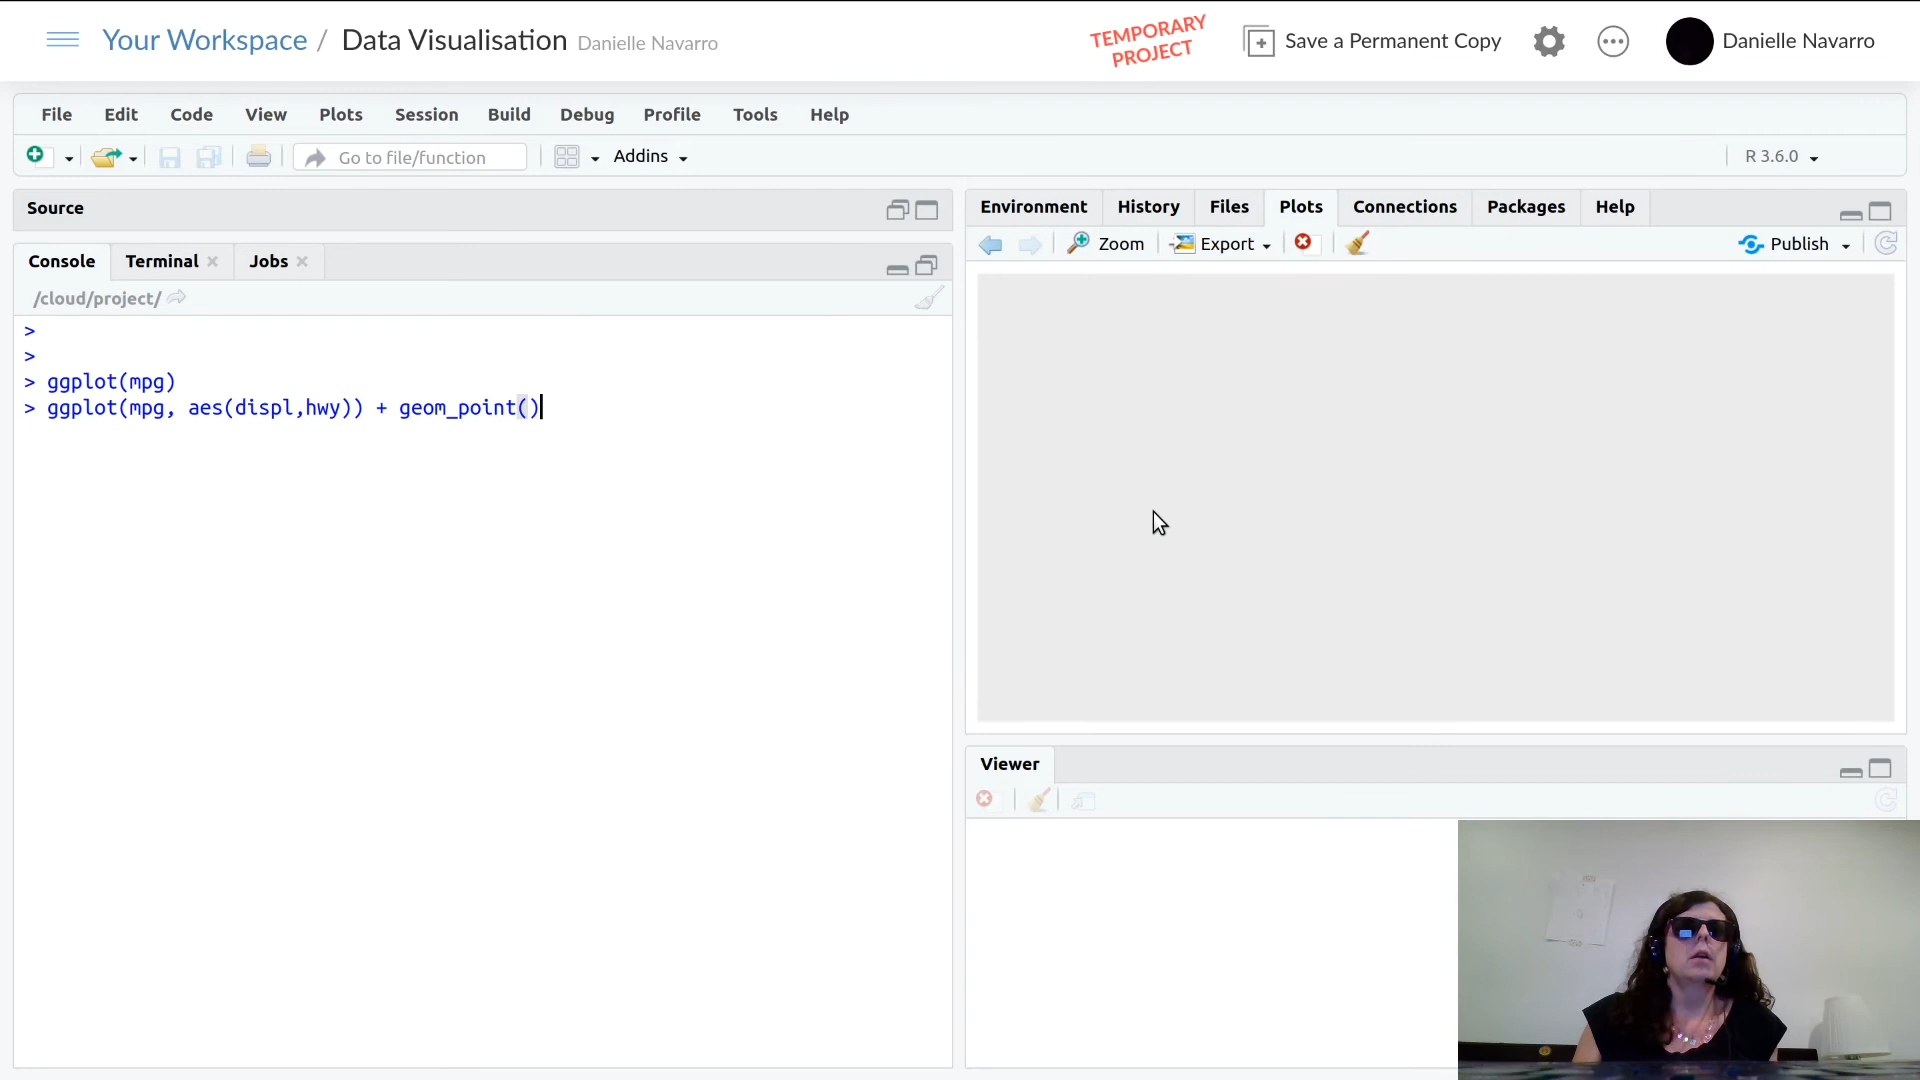 Your Workspace / Data Visualisation Danielle Navarro
TEMPORARY
PROJECT
Save a Permanent Copy
Danielle Navarro
File Edit Code View Plots Session Build Debug Profile Tools Help
Go to file/function
Addins
R 3.6.0
Source
Console Terminal Jobs
/cloud/project/
>
>
> ggplot(mpg)
> ggplot(mpg, aes(displ,hwy)) + geom_point()
Environment History Files Plots Connections Packages Help
Zoom Export Publish
Viewer